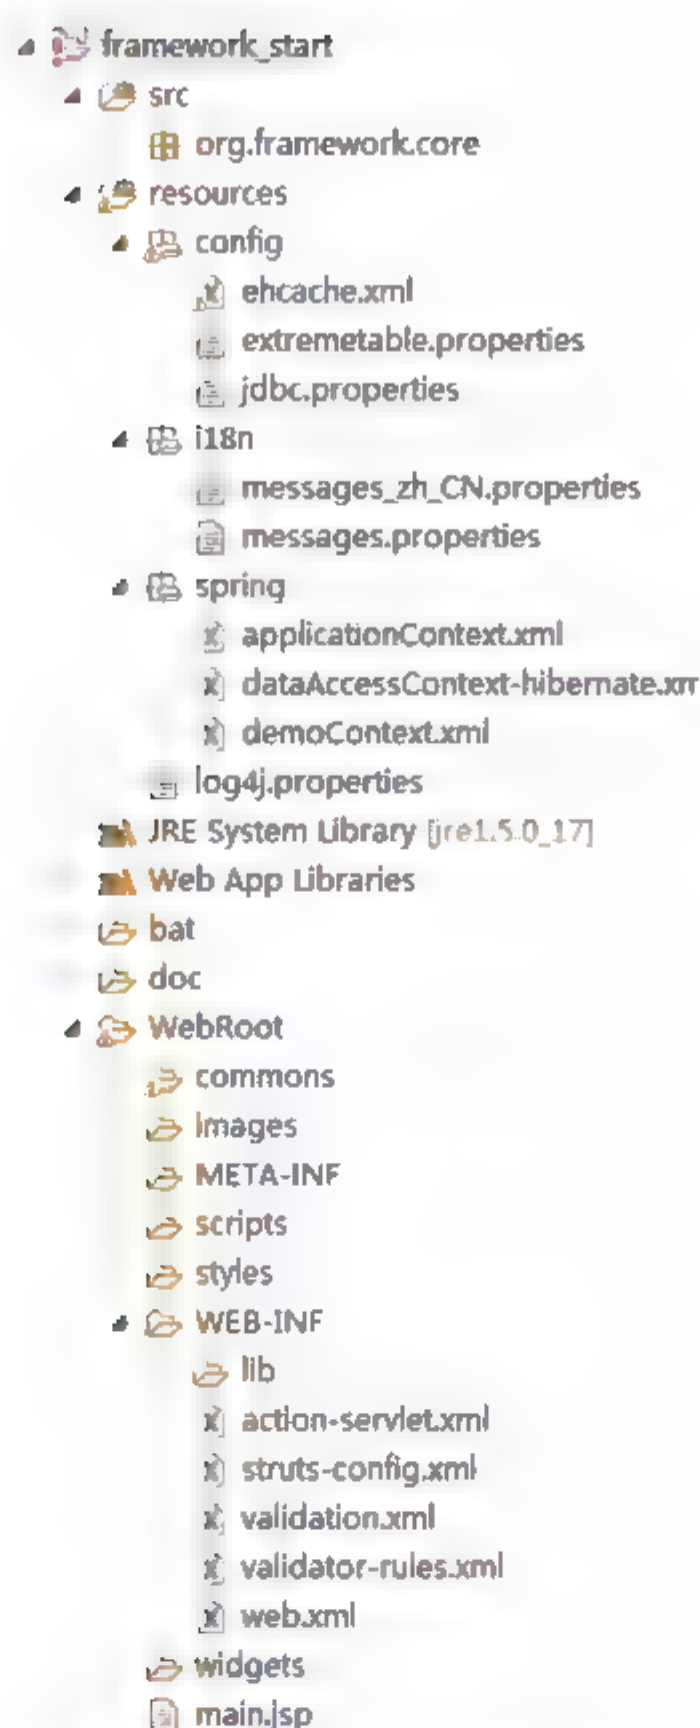 framework_start
src
org.framework.core
resources
config
ehcache.xml
extremetable.properties
jdbc.properties
i18n
messages_zh_CN.properties
messages.properties
spring
applicationContext.xml
dataAccessContext-hibernate.xm
demoContext.xml
log4j.properties
JRE System Library [jre1.5.0_17]
Web App Libraries
bat
doc
WebRoot
commons
images
META-INF
scripts
styles
WEB-INF
lib
action-servlet.xml
struts-config.xml
validation.xml
validator-rules.xml
web.xml
widgets
main.jsp